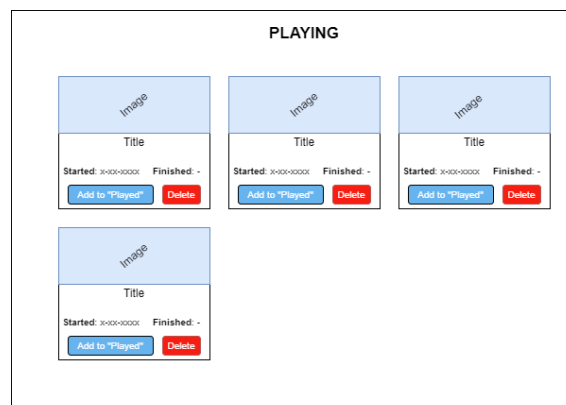 PLAYING
Image
Title
Started: x-xx-xxxx Finished: -
Add to "Played" Delete
Image
Title
Started: x-xx-xxxx Finished: -
Add to "Played" Delete
Image
Title
Started: x-xx-xxxx Finished: -
Add to "Played" Delete
Image
Title
Started: x-xx-xxxx Finished: -
Add to "Played" Delete